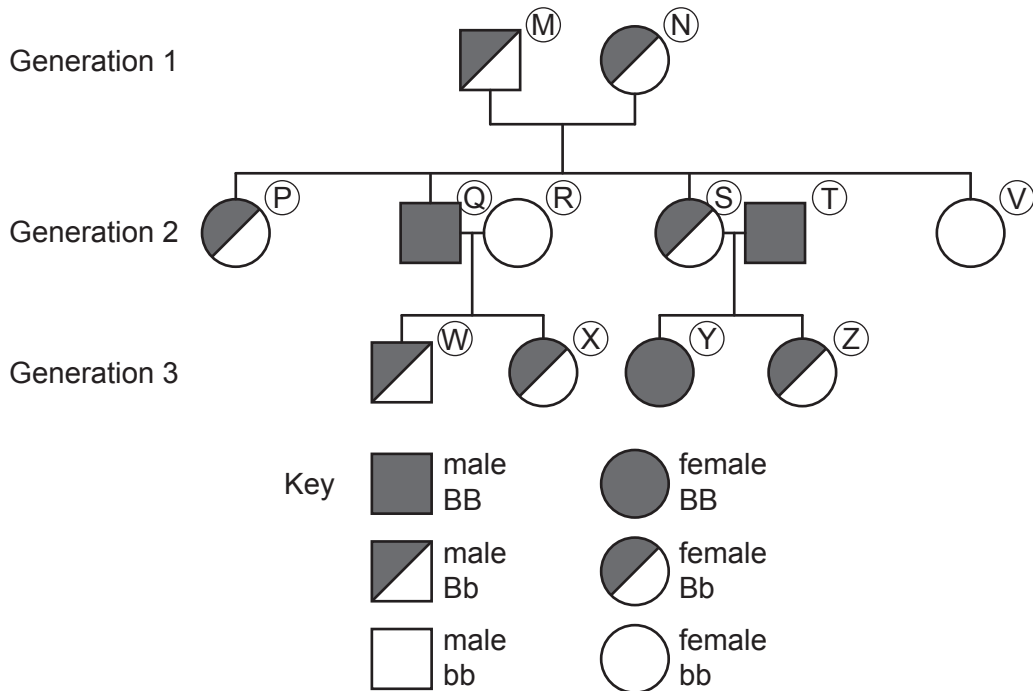 M N
Generation 1
P Q R S T V
Generation 2
W X Y Z
Generation 3
Key
male
BB
female
BB
male
Bb
female
Bb
male
bb
female
bb